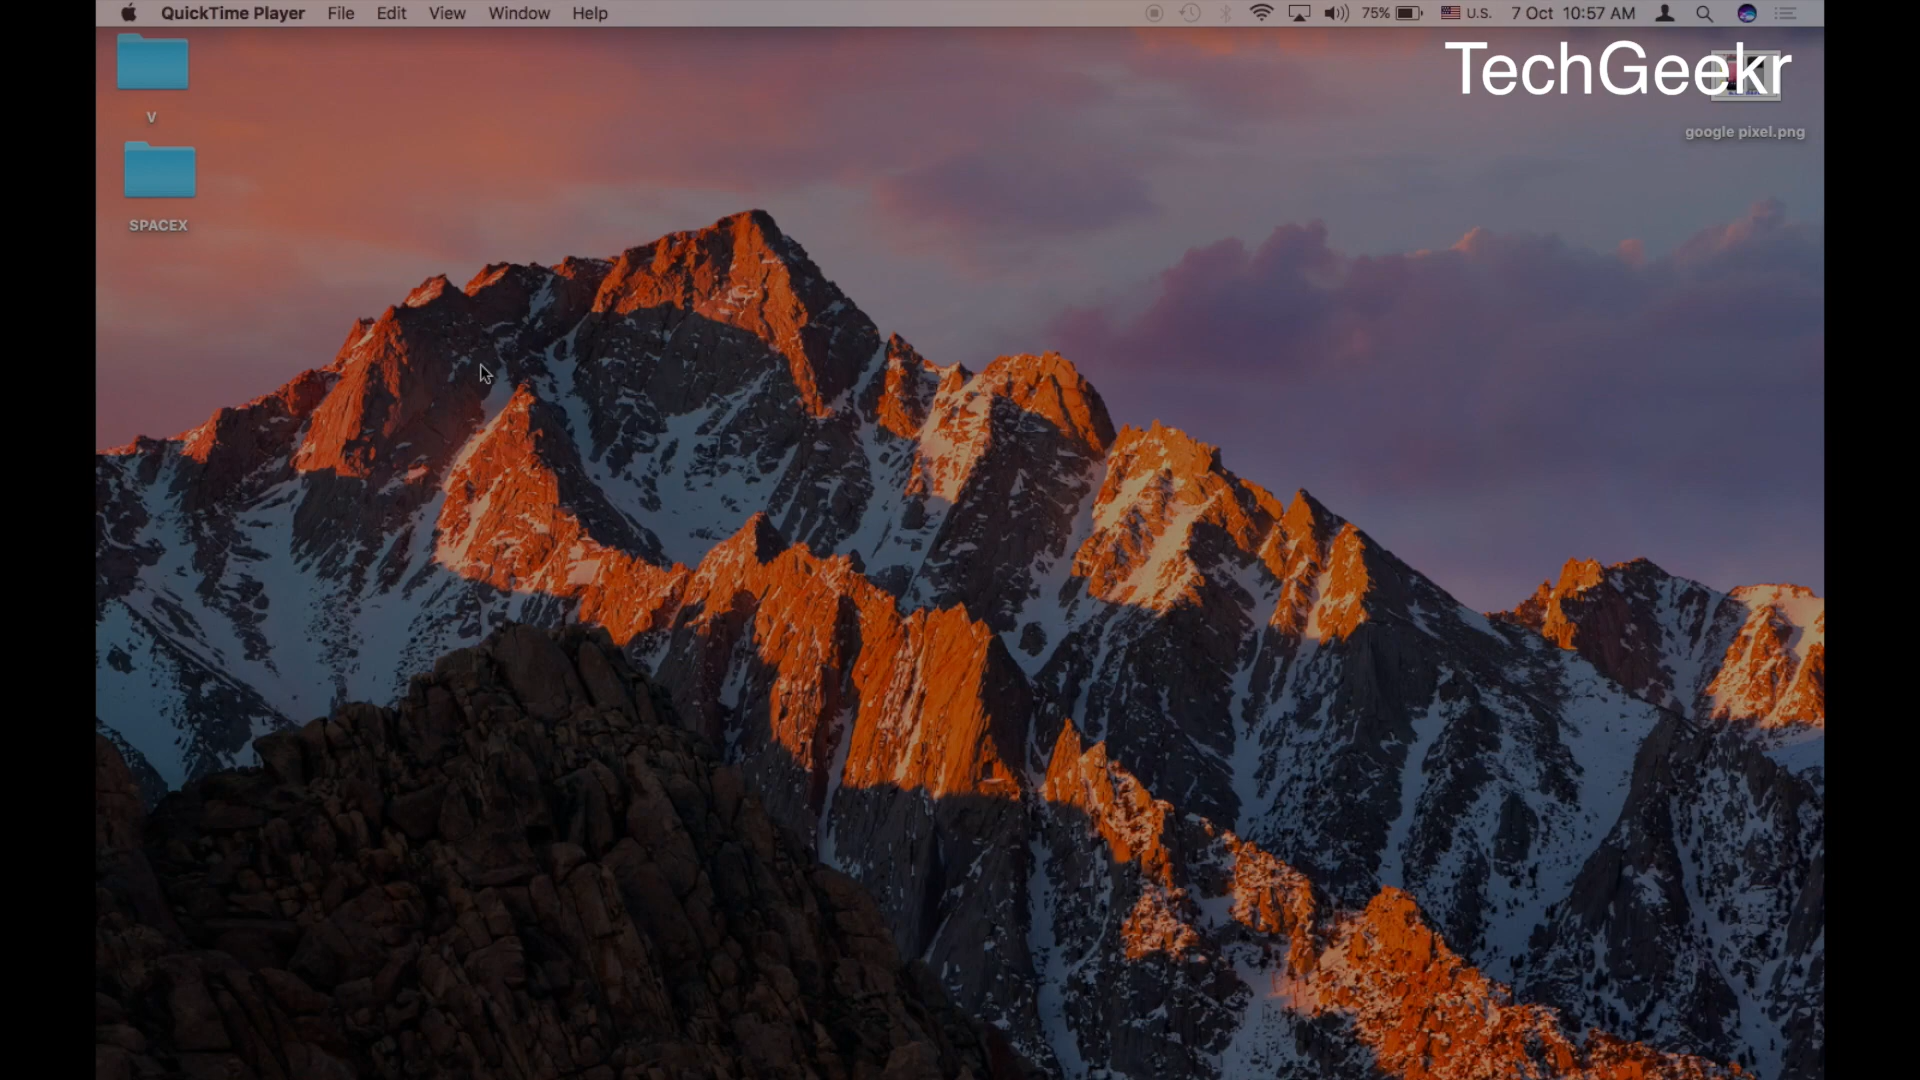 QuickTime Player File Edit View Window Help 75% U.S. 7 Oct 10:57 AM
TechGeekr
V
google pixel.png
SPACEX